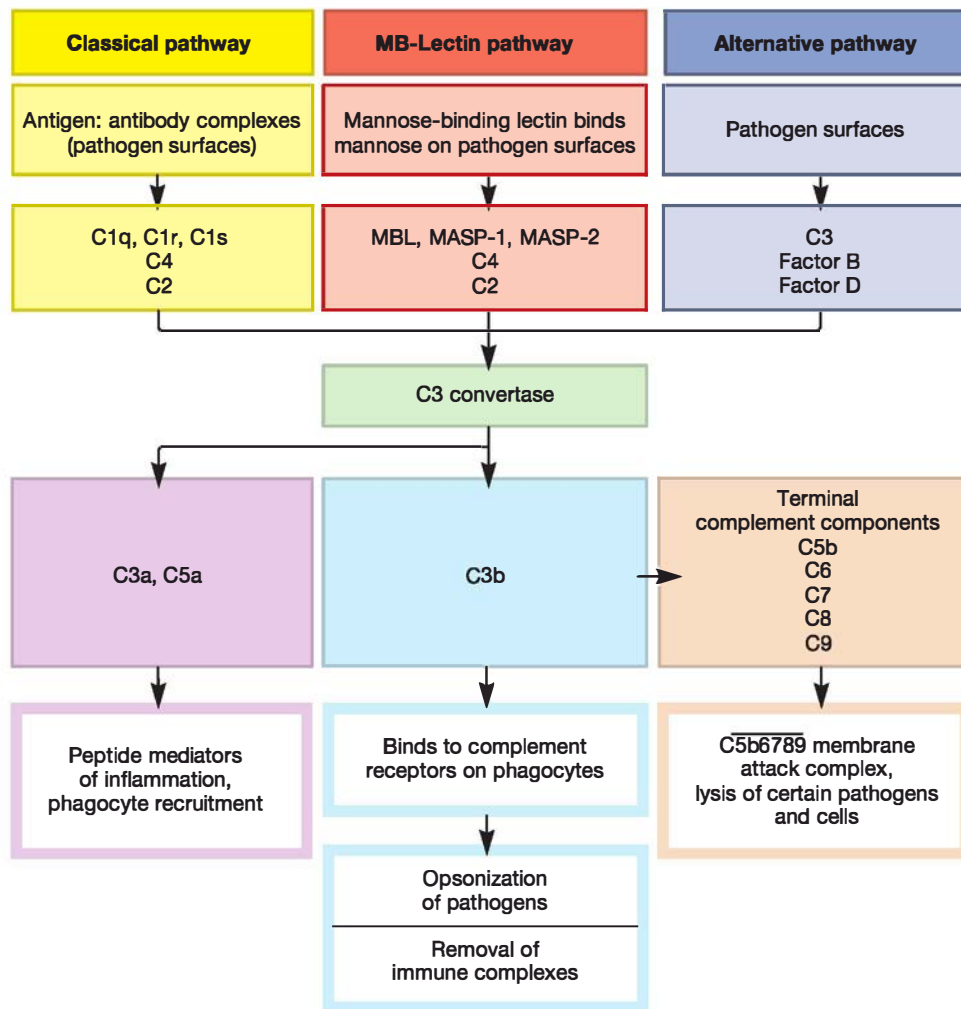 Classical pathway
MB-Lectin pathway
Alternative pathway
Antigen: antibody complexes
(pathogen surfaces)
Mannose-binding lectin binds
mannose on pathogen surfaces
Pathogen surfaces
C1q, C1r, C1s
C4
C2
MBL, MASP-1, MASP-2
C4
C2
C3
Factor B
Factor D
C3 convertase
C3a, C5a
C3b
Terminal
complement components
C5b
C6
C7
C8
C9
Peptide mediators
of inflammation,
phagocyte recruitment
Binds to complement
receptors on phagocytes
C5b6789 membrane
attack complex,
lysis of certain pathogens
and cells
Opsonization
of pathogens
Removal of
immune complexes